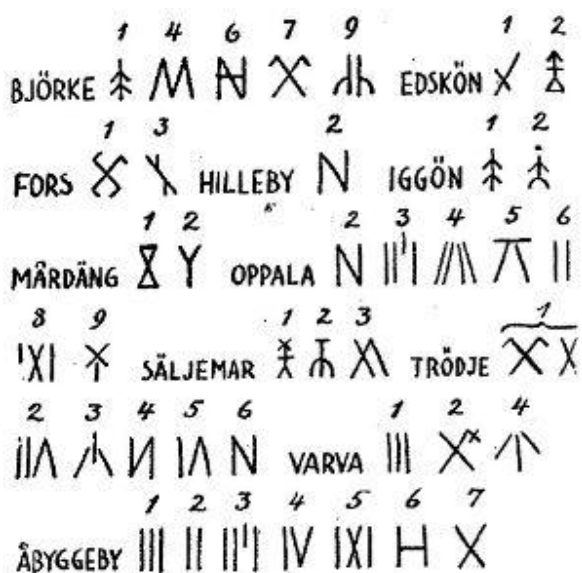 1 4 6 7 9 1 2
BJÖRKE EDSKÖN
1 3 2 1 2
FORS HILLEBY IGGÖN
1 2 2 3 4 5 6
MÅRDÄNG OPPALA
8 9 1 2 3 1
SÄLJEMAR TRÖDJE
2 3 4 5 6 1 2 4
VARVA
1 2 3 4 5 6 7
ÅBYGGEBY